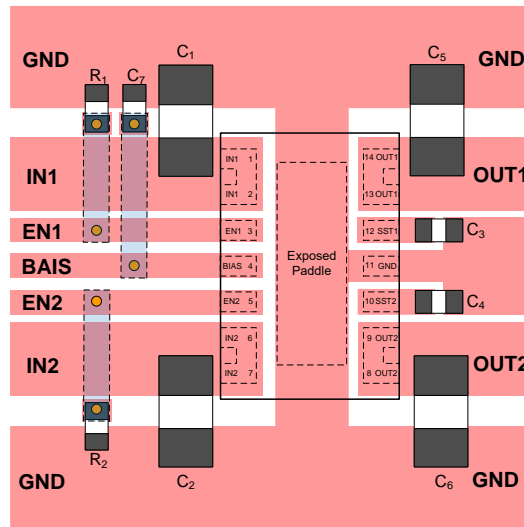 GND
R1
C7
C1
C5
GND
IN1
IN1 1
14 OUT1
OUT1
IN1 2
13 OUT1
EN1
EN1 3
12 SST1
C3
Exposed
Paddle
BAIS
BIAS 4
11 GND
EN2
EN2 5
10 SST2
C4
IN2
IN2 6
9 OUT2
OUT2
IN2 7
8 OUT2
R2
C2
C6
GND
GND